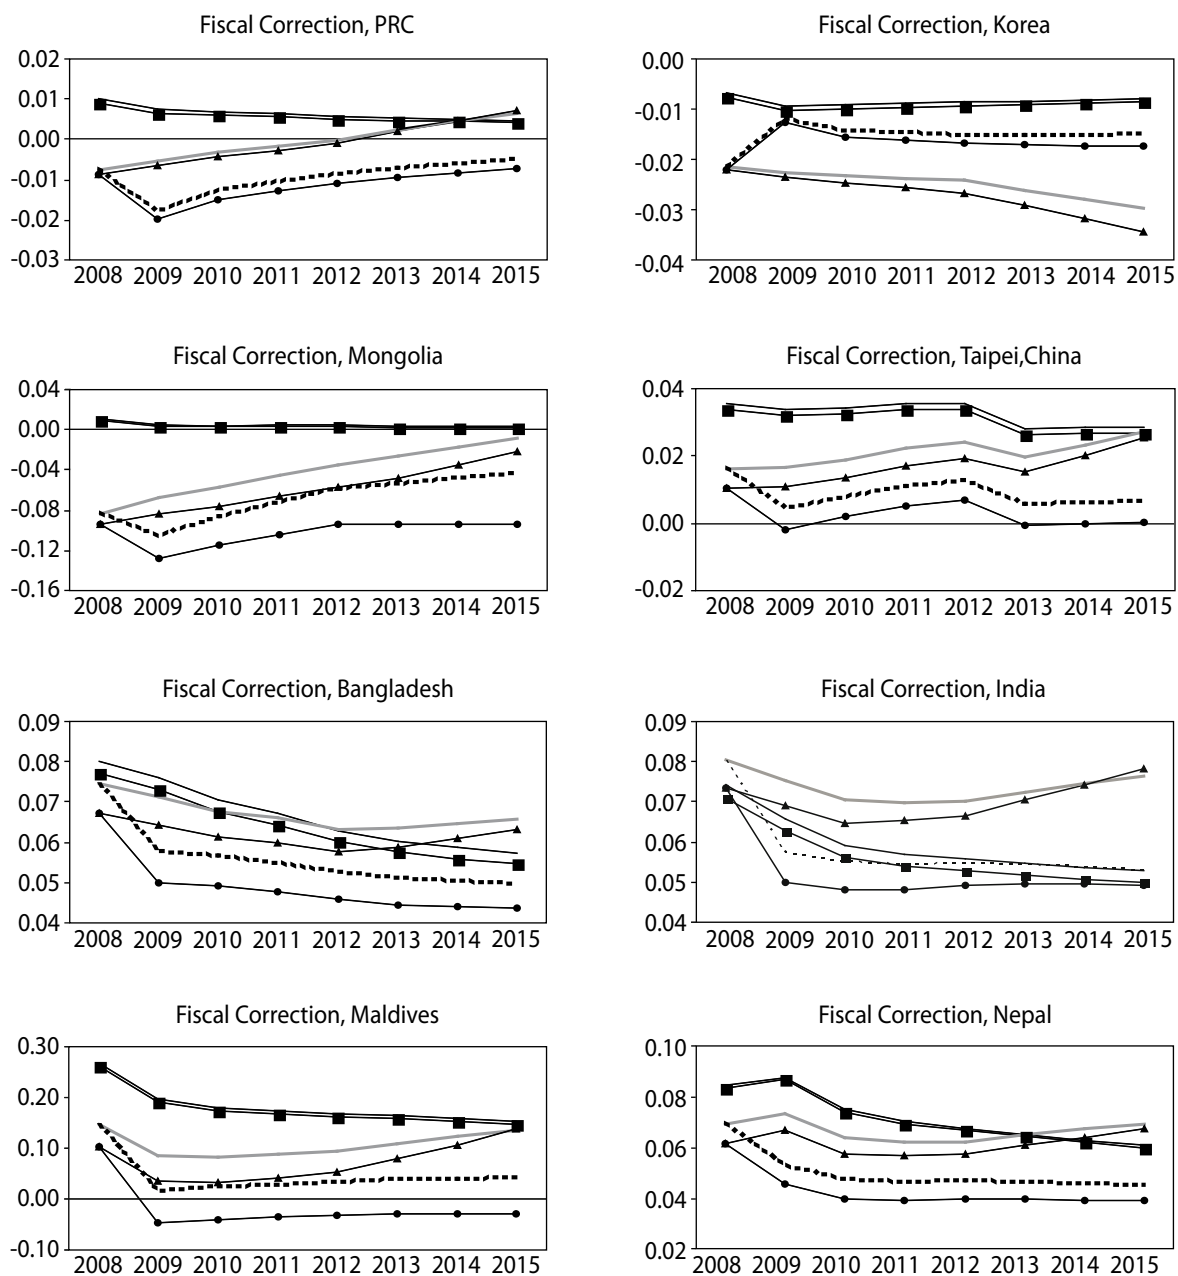 Fiscal Correction, PRC
0.02
0.01
0.00
-0.01
-0.02
-0.03
2008 2009 2010 2011 2012 2013 2014 2015
Fiscal Correction, Korea
0.00
-0.01
-0.02
-0.03
-0.04
2008 2009 2010 2011 2012 2013 2014 2015
Fiscal Correction, Mongolia
0.04
0.00
-0.04
-0.08
-0.12
-0.16
2008 2009 2010 2011 2012 2013 2014 2015
Fiscal Correction, Taipei,China
0.04
0.02
0.00
-0.02
2008 2009 2010 2011 2012 2013 2014 2015
Fiscal Correction, Bangladesh
0.09
0.08
0.07
0.06
0.05
0.04
2008 2009 2010 2011 2012 2013 2014 2015
Fiscal Correction, India
0.09
0.08
0.07
0.06
0.05
0.04
2008 2009 2010 2011 2012 2013 2014 2015
Fiscal Correction, Maldives
0.30
0.20
0.10
0.00
-0.10
2008 2009 2010 2011 2012 2013 2014 2015
Fiscal Correction, Nepal
0.10
0.08
0.06
0.04
0.02
2008 2009 2010 2011 2012 2013 2014 2015